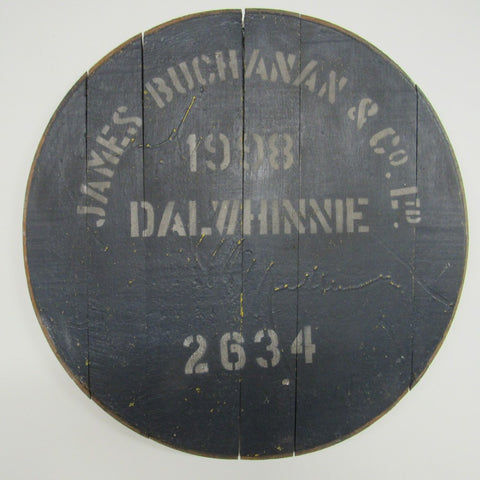 JAMES BUCHANAN & Co. LTD.
1998
DALWHINNIE
2634